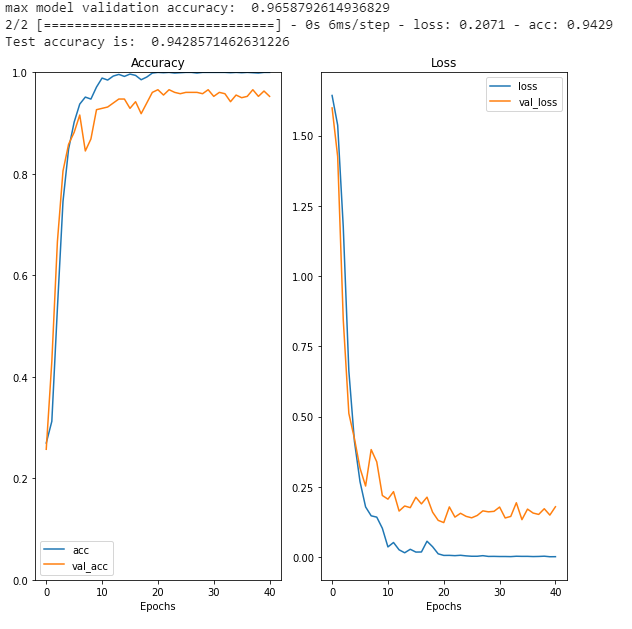 max model validation accuracy:  0.9658792614936829
2/2 [==============================] - 0s 6ms/step - loss: 0.2071 - acc: 0.9429
Test accuracy is:  0.9428571462631226
Accuracy
1.0
0.8
0.6
0.4
0.2
0.0
0
10
20
30
40
Epochs
acc
val_acc
Loss
1.50
1.25
1.00
0.75
0.50
0.25
0.00
0
10
20
30
40
Epochs
loss
val_loss